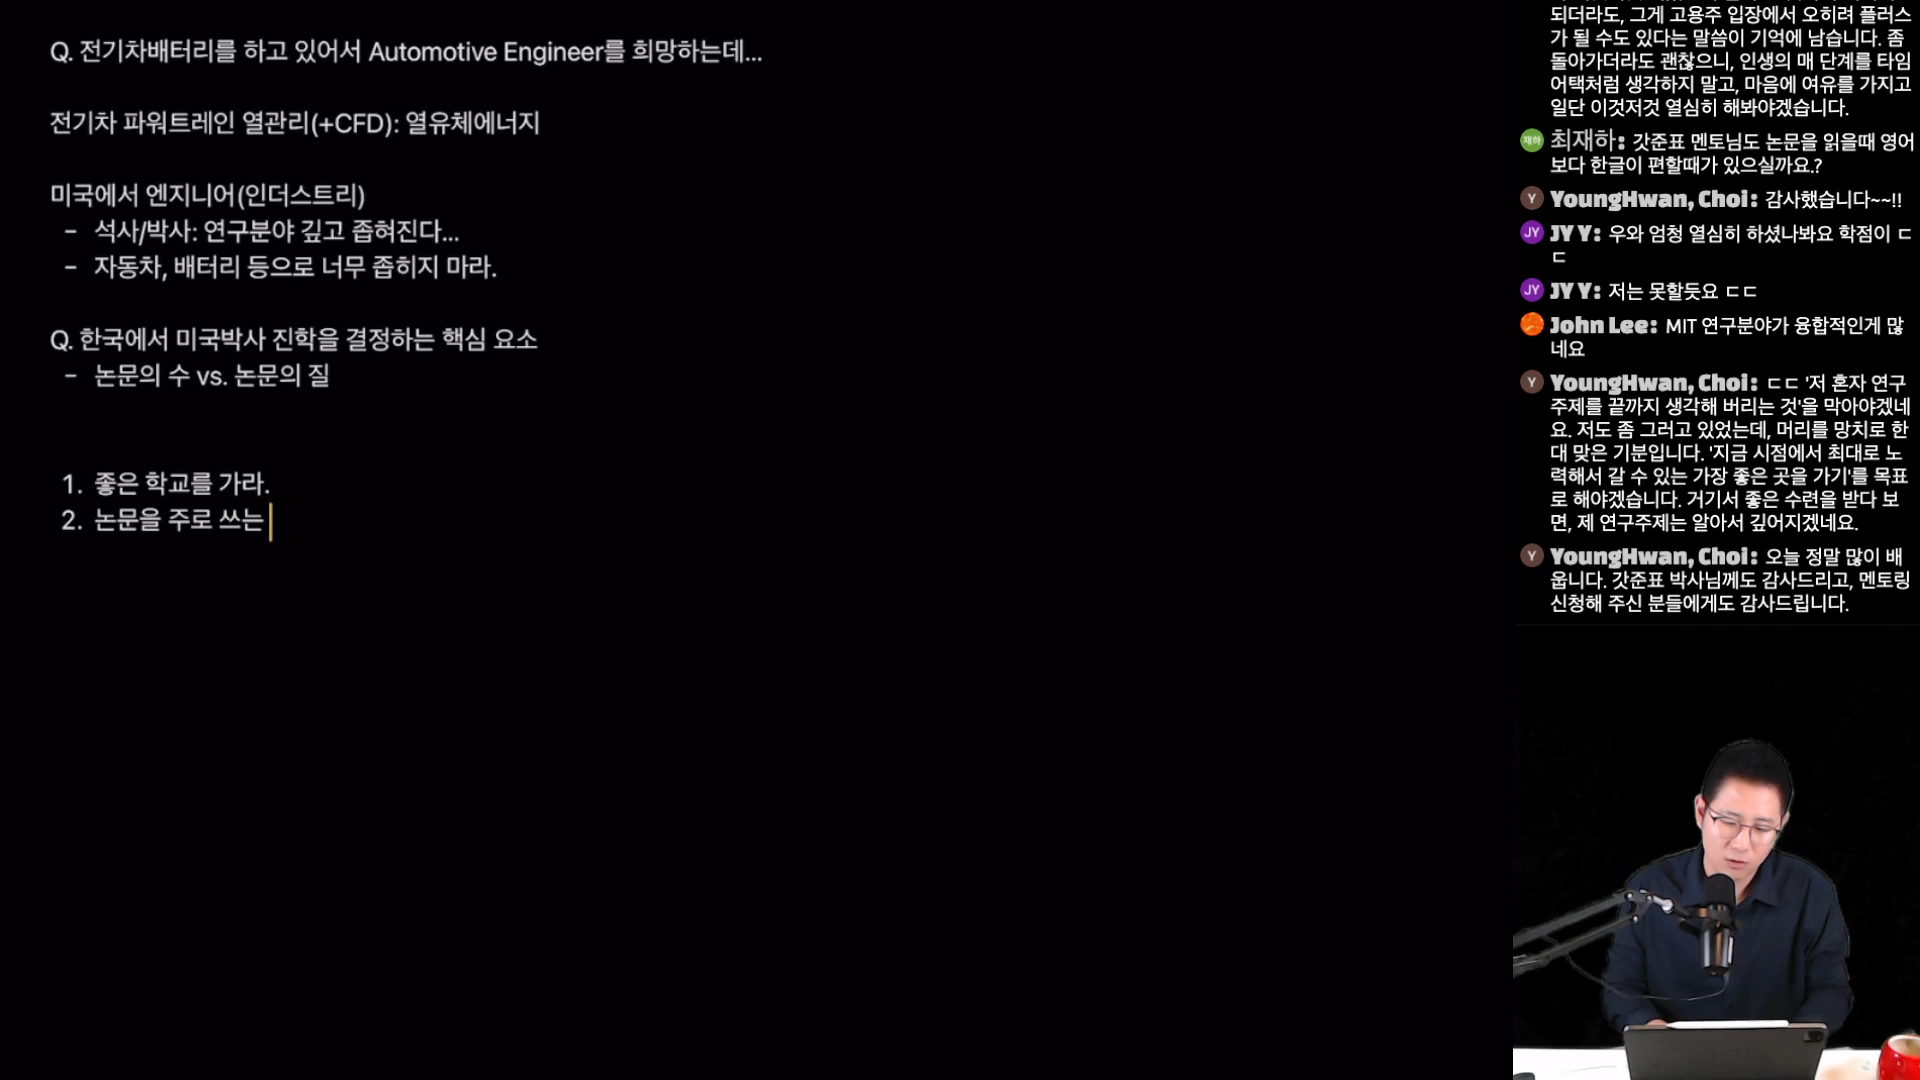 Q. 전기차배터리를 하고 있어서 Automotive Engineer를 희망하는데...
전기차 파워트레인 열관리(+CFD): 열유체에너지
미국에서 엔지니어(인더스트리)
- 석사/박사: 연구분야 깊고 좁혀진다...
- 자동차, 배터리 등으로 너무 좁히지 마라.
Q. 한국에서 미국박사 진학을 결정하는 핵심 요소
- 논문의 수 vs. 논문의 질
1. 좋은 학교를 가라.
2. 논문을 주로 쓰는
되더라도, 그게 고용주 입장에서 오히려 플러스
가 될 수도 있다는 말씀이 기억에 남습니다. 좀
돌아가더라도 괜찮으니, 인생의 매 단계를 타임
어택처럼 생각하지 말고, 마음에 여유를 가지고
일단 이것저것 열심히 해봐야겠습니다.
재하 최재하: 갓준표 멘토님도 논문을 읽을때 영어
보다 한글이 편할때가 있으실까요.?
Y YoungHwan, Choi: 감사했습니다~~!!
JY JY Y: 우와 엄청 열심히 하셨나봐요 학점이 ㄷ
ㄷ
JY JY Y: 저는 못할듯요 ㄷㄷ
John Lee: MIT 연구분야가 융합적인게 많
네요
Y YoungHwan, Choi: ㄷㄷ '저 혼자 연구
주제를 끝까지 생각해 버리는 것'을 막아야겠네
요. 저도 좀 그러고 있었는데, 머리를 망치로 한
대 맞은 기분입니다. '지금 시점에서 최대로 노
력해서 갈 수 있는 가장 좋은 곳을 가기'를 목표
로 해야겠습니다. 거기서 좋은 수련을 받다 보
면, 제 연구주제는 알아서 깊어지겠네요.
Y YoungHwan, Choi: 오늘 정말 많이 배
웁니다. 갓준표 박사님께도 감사드리고, 멘토링
신청해 주신 분들에게도 감사드립니다.